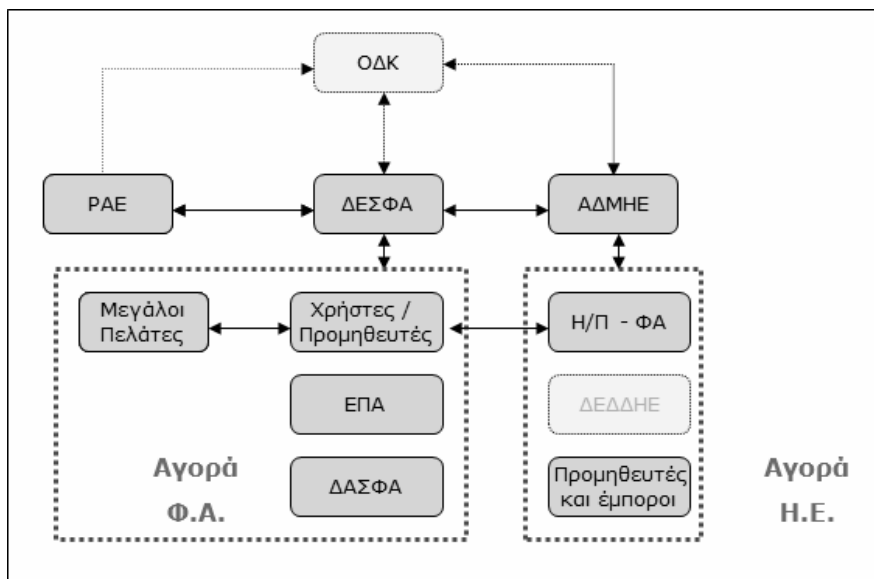 ΟΔΚ
ΡΑΕ
ΔΕΣΦΑ
ΑΔΜΗΕ
Μεγάλοι
Πελάτες
Χρήστες /
Προμηθευτές
Η/Π - ΦΑ
ΕΠΑ
ΔΕΔΔΗΕ
ΔΑΣΦΑ
Προμηθευτές
και έμποροι
Αγορά
Φ.Α.
Αγορά
Η.Ε.